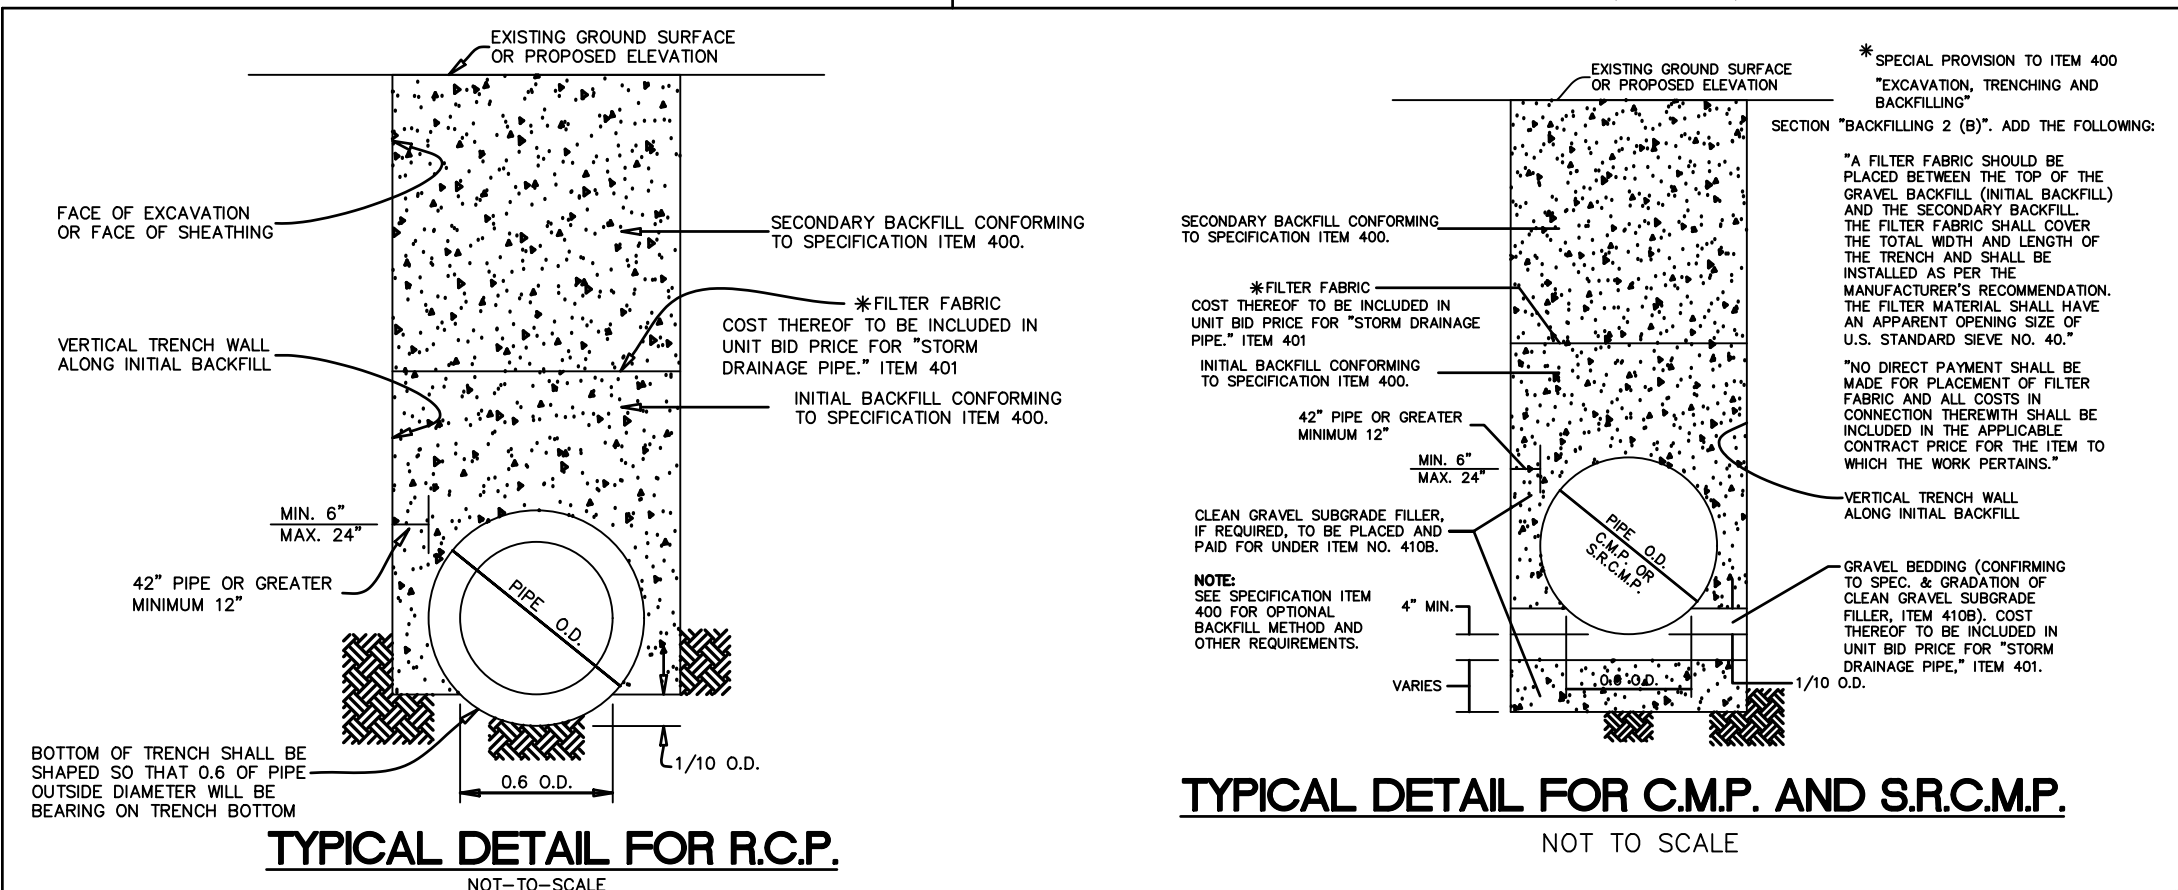 EXISTING GROUND SURFACE
OR PROPOSED ELEVATION
FACE OF EXCAVATION
OR FACE OF SHEATHING
SECONDARY BACKFILL CONFORMING
TO SPECIFICATION ITEM 400.
*FILTER FABRIC
COST THEREOF TO BE INCLUDED IN
UNIT BID PRICE FOR "STORM
DRAINAGE PIPE." ITEM 401
VERTICAL TRENCH WALL
ALONG INITIAL BACKFILL
INITIAL BACKFILL CONFORMING
TO SPECIFICATION ITEM 400.
MIN. 6"
MAX. 24"
42" PIPE OR GREATER
MINIMUM 12"
PIPE O.D.
BOTTOM OF TRENCH SHALL BE
SHAPED SO THAT 0.6 OF PIPE
OUTSIDE DIAMETER WILL BE
BEARING ON TRENCH BOTTOM
0.6 O.D.
1/10 O.D.
TYPICAL DETAIL FOR R.C.P.
NOT-TO-SCALE
EXISTING GROUND SURFACE
OR PROPOSED ELEVATION
SECONDARY BACKFILL CONFORMING
TO SPECIFICATION ITEM 400.
*FILTER FABRIC
COST THEREOF TO BE INCLUDED IN
UNIT BID PRICE FOR "STORM DRAINAGE
PIPE." ITEM 401
INITIAL BACKFILL CONFORMING
TO SPECIFICATION ITEM 400.
42" PIPE OR GREATER
MINIMUM 12"
MIN. 6"
MAX. 24"
CLEAN GRAVEL SUBGRADE FILLER,
IF REQUIRED, TO BE PLACED AND
PAID FOR UNDER ITEM NO. 410B.
NOTE:
SEE SPECIFICATION ITEM
400 FOR OPTIONAL
BACKFILL METHOD AND
OTHER REQUIREMENTS.
4" MIN.
VARIES
PIPE O.D.
C.M.P. OR
S.R.C.M.P.
0.6 O.D.
* SPECIAL PROVISION TO ITEM 400
"EXCAVATION, TRENCHING AND
BACKFILLING"
SECTION "BACKFILLING 2 (B)". ADD THE FOLLOWING:
"A FILTER FABRIC SHOULD BE
PLACED BETWEEN THE TOP OF THE
GRAVEL BACKFILL (INITIAL BACKFILL)
AND THE SECONDARY BACKFILL.
THE FILTER FABRIC SHALL COVER
THE TOTAL WIDTH AND LENGTH OF
THE TRENCH AND SHALL BE
INSTALLED AS PER THE
MANUFACTURER'S RECOMMENDATION.
THE FILTER MATERIAL SHALL HAVE
AN APPARENT OPENING SIZE OF
U.S. STANDARD SIEVE NO. 40."
"NO DIRECT PAYMENT SHALL BE
MADE FOR PLACEMENT OF FILTER
FABRIC AND ALL COSTS IN
CONNECTION THEREWITH SHALL BE
INCLUDED IN THE APPLICABLE
CONTRACT PRICE FOR THE ITEM TO
WHICH THE WORK PERTAINS."
VERTICAL TRENCH WALL
ALONG INITIAL BACKFILL
GRAVEL BEDDING (CONFIRMING
TO SPEC. & GRADATION OF
CLEAN GRAVEL SUBGRADE
FILLER, ITEM 410B). COST
THEREOF TO BE INCLUDED IN
UNIT BID PRICE FOR "STORM
DRAINAGE PIPE," ITEM 401.
1/10 O.D.
TYPICAL DETAIL FOR C.M.P. AND S.R.C.M.P.
NOT TO SCALE